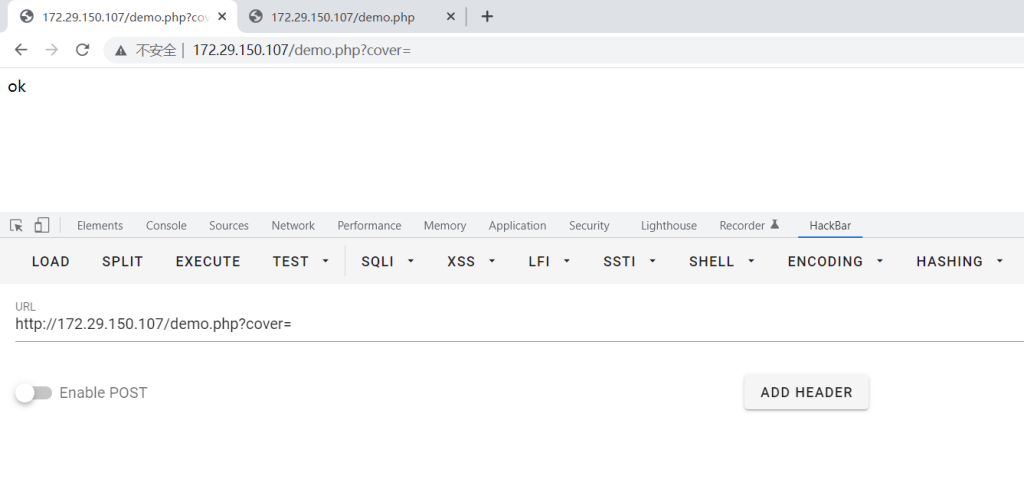 172.29.150.107/demo.php?cov
172.29.150.107/demo.php
不安全 | 172.29.150.107/demo.php?cover=
ok
Elements Console Sources Network Performance Memory Application Security Lighthouse Recorder HackBar
LOAD SPLIT EXECUTE TEST SQLI XSS LFI SSTI SHELL ENCODING HASHING
URL
http://172.29.150.107/demo.php?cover=
Enable POST
ADD HEADER